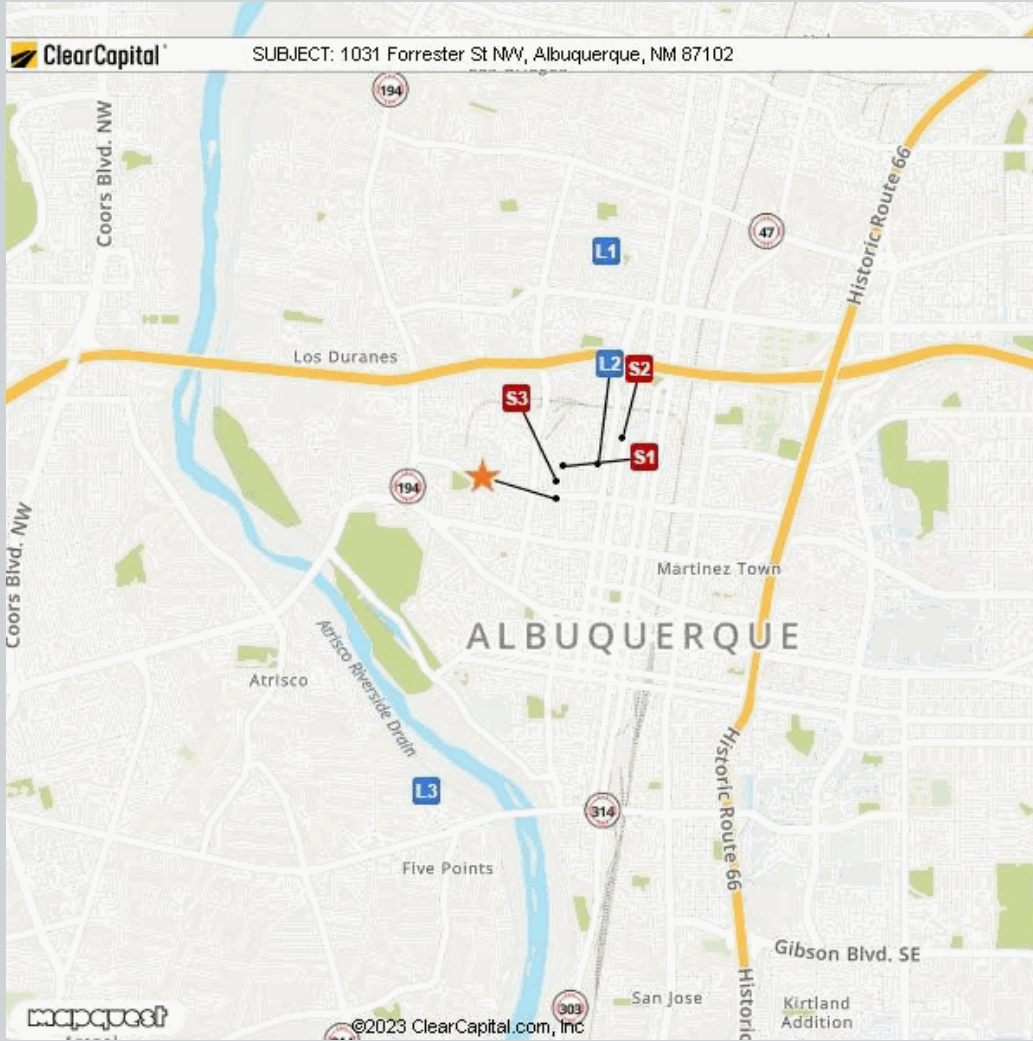 ClearCapital
SUBJECT: 1031 Forrester St NW, Albuquerque, NM 87102
194
Coors Blvd. NW
Historic Route 66
47
L1
Los Duranes
L2
S2
S3
S1
194
Coors Blvd. NW
Martinez Town
ALBUQUERQUE
Atrisco Riverside Drain
Atrisco
Historic Route 66
L3
314
Five Points
Gibson Blvd. SE
Historic
San Jose
Kirtland
Addition
303
mapquest
©2023 ClearCapital.com, Inc